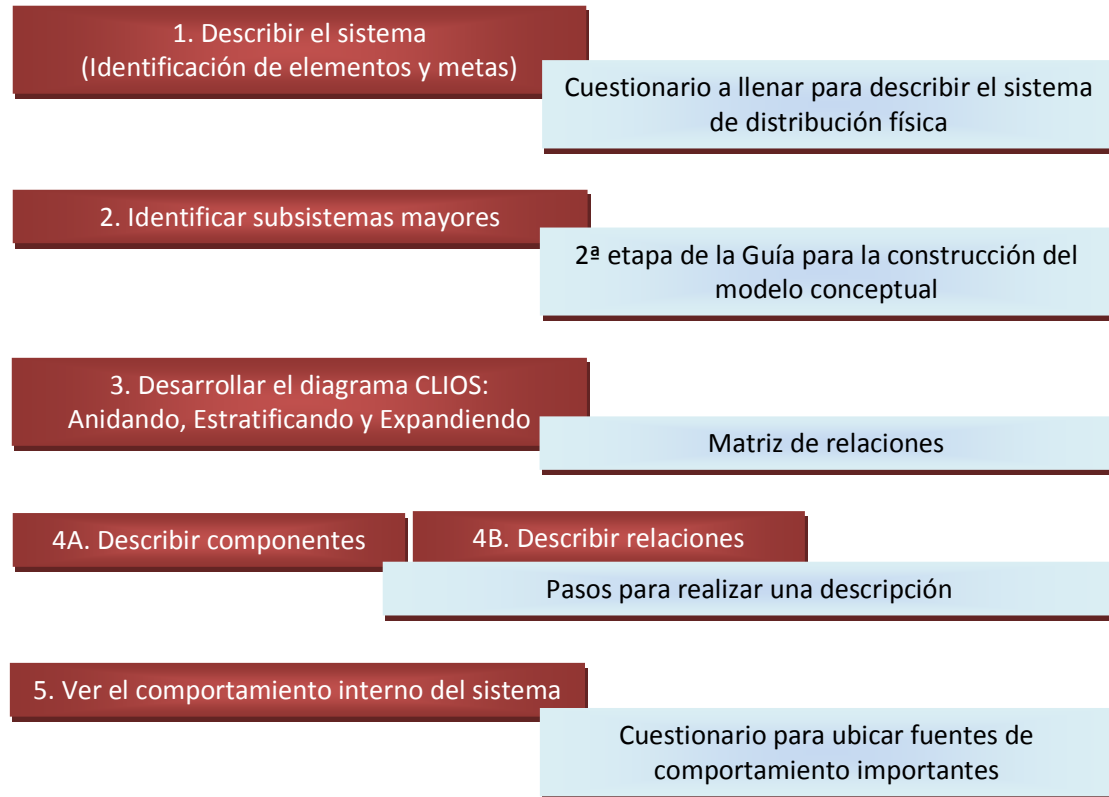 1. Describir el sistema
(Identificación de elementos y metas)
Cuestionario a llenar para describir el sistema
de distribución física
2. Identificar subsistemas mayores
2ª etapa de la Guía para la construcción del
modelo conceptual
3. Desarrollar el diagrama CLIOS:
Anidando, Estratificando y Expandiendo
Matriz de relaciones
4A. Describir componentes
4B. Describir relaciones
Pasos para realizar una descripción
5. Ver el comportamiento interno del sistema
Cuestionario para ubicar fuentes de
comportamiento importantes